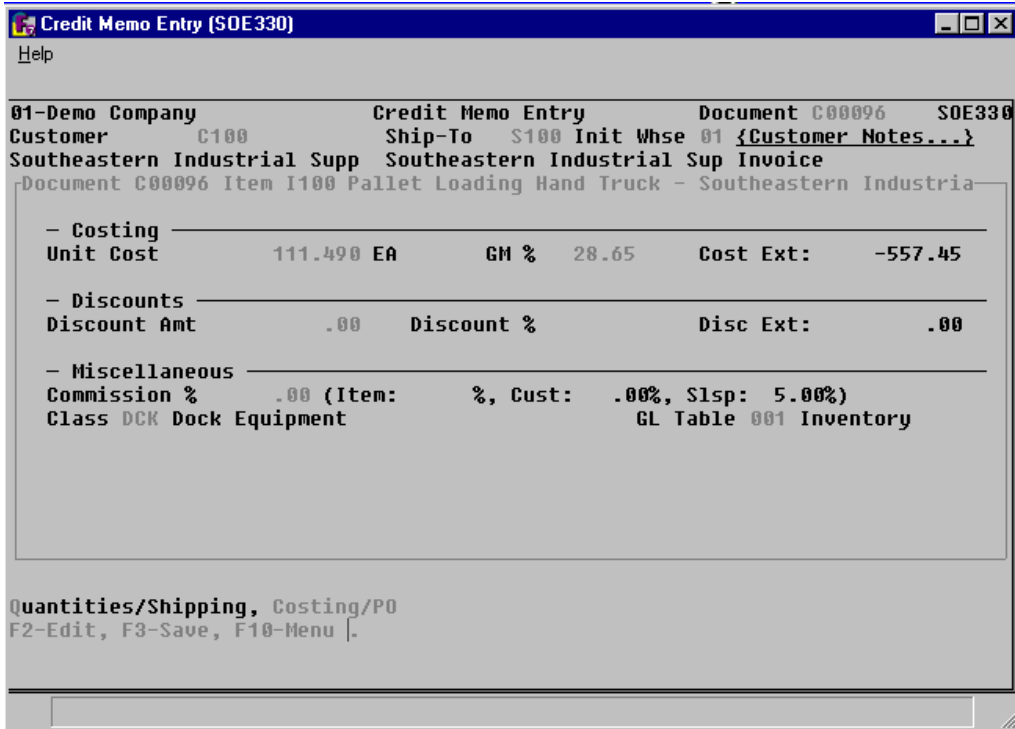 Credit Memo Entry (SOE330)
Help
01-Demo Company Credit Memo Entry Document C00096 SOE330
Customer C100 Ship-To S100 Init Whse 01 {Customer Notes...}
Southeastern Industrial Supp Southeastern Industrial Sup Invoice
Document C00096 Item I100 Pallet Loading Hand Truck - Southeastern Industria
- Costing
Unit Cost 111.490 EA GM % 28.65 Cost Ext: -557.45
- Discounts
Discount Amt .00 Discount % Disc Ext: .00
- Miscellaneous
Commission % .00 (Item: %, Cust: .00%, Slsp: 5.00%)
Class DCK Dock Equipment GL Table 001 Inventory
Quantities/Shipping, Costing/PO
F2-Edit, F3-Save, F10-Menu .